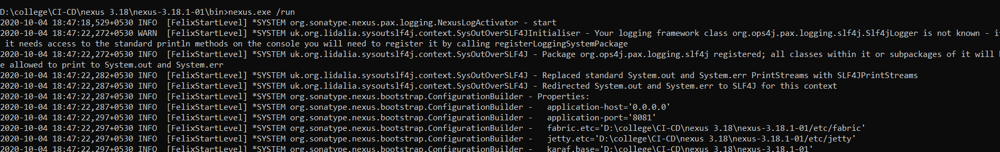 D:\college\CI-CD\nexus 3.18\nexus-3.18.1-01\bin>nexus.exe /run
2020-10-04 18:47:18,529+0530 INFO  [FelixStartLevel] *SYSTEM org.sonatype.nexus.pax.logging.NexusLogActivator - start
2020-10-04 18:47:22,272+0530 WARN  [FelixStartLevel] *SYSTEM uk.org.lidalia.sysoutslf4j.context.SysOutOverSLF4JInitialiser - Your logging framework class org.ops4j.pax.logging.slf4j.Slf4jLogger is not known - i
it needs access to the standard println methods on the console you will need to register it by calling registerLoggingSystemPackage
2020-10-04 18:47:22,272+0530 INFO  [FelixStartLevel] *SYSTEM uk.org.lidalia.sysoutslf4j.context.SysOutOverSLF4J - Package org.ops4j.pax.logging.slf4j registered; all classes within it or subpackages of it will
e allowed to print to System.out and System.err
2020-10-04 18:47:22,282+0530 INFO  [FelixStartLevel] *SYSTEM uk.org.lidalia.sysoutslf4j.context.SysOutOverSLF4J - Replaced standard System.out and System.err PrintStreams with SLF4JPrintStreams
2020-10-04 18:47:22,287+0530 INFO  [FelixStartLevel] *SYSTEM uk.org.lidalia.sysoutslf4j.context.SysOutOverSLF4J - Redirected System.out and System.err to SLF4J for this context
2020-10-04 18:47:22,287+0530 INFO  [FelixStartLevel] *SYSTEM org.sonatype.nexus.bootstrap.ConfigurationBuilder - Properties:
2020-10-04 18:47:22,287+0530 INFO  [FelixStartLevel] *SYSTEM org.sonatype.nexus.bootstrap.ConfigurationBuilder -   application-host='0.0.0.0'
2020-10-04 18:47:22,297+0530 INFO  [FelixStartLevel] *SYSTEM org.sonatype.nexus.bootstrap.ConfigurationBuilder -   application-port='8081'
2020-10-04 18:47:22,297+0530 INFO  [FelixStartLevel] *SYSTEM org.sonatype.nexus.bootstrap.ConfigurationBuilder -   fabric.etc='D:\college\CI-CD\nexus 3.18\nexus-3.18.1-01/etc/fabric'
2020-10-04 18:47:22,297+0530 INFO  [FelixStartLevel] *SYSTEM org.sonatype.nexus.bootstrap.ConfigurationBuilder -   jetty.etc='D:\college\CI-CD\nexus 3.18\nexus-3.18.1-01/etc/jetty'
2020-10-04 18:47:22,297+0530 INFO  [FelixStartLevel] *SYSTEM org.sonatype.nexus.bootstrap.ConfigurationBuilder -   karaf.base='D:\college\CI-CD\nexus 3.18\nexus-3.18.1-01'